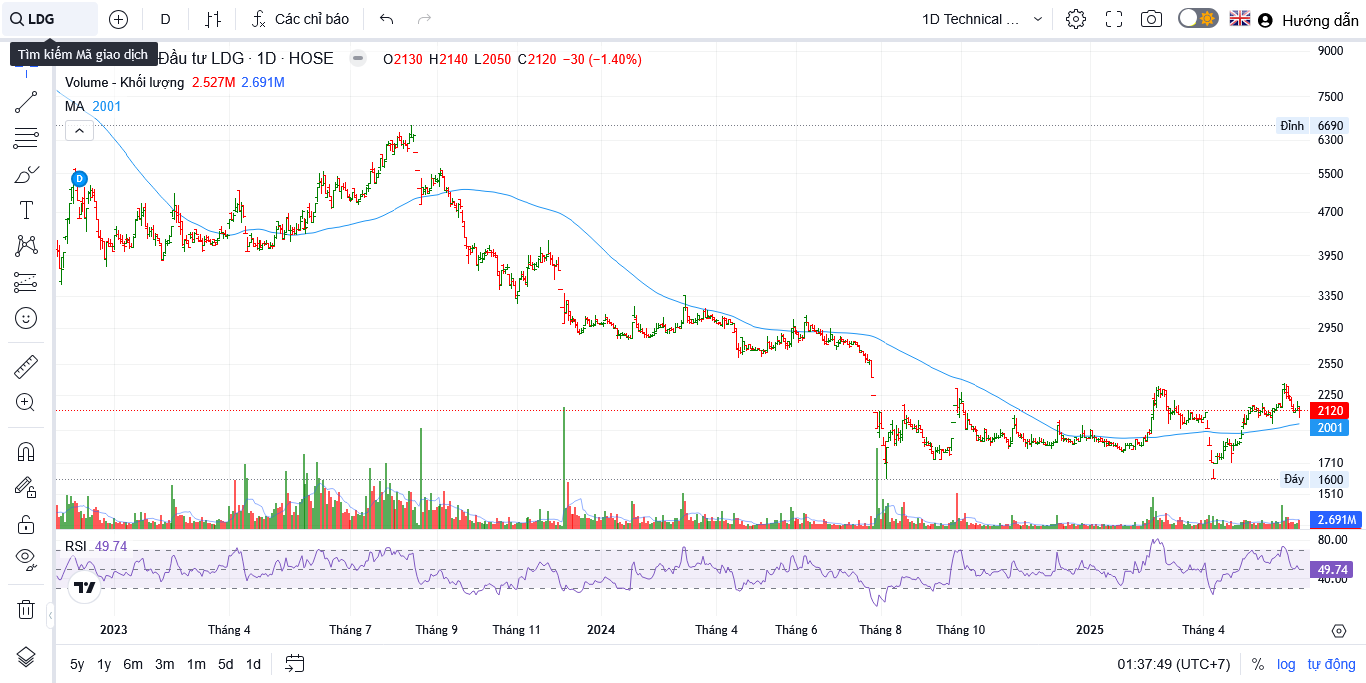 LDG
D
Các chỉ báo
1D Technical ...
Hướng dẫn
Tìm kiếm Mã giao dịch
Đầu tư LDG · 1D · HOSE
O2130 H2140 L2050 C2120 −30 (−1.40%)
Volume - Khối lượng 2.527M 2.691M
MA 2001
D
9000
7500
Đỉnh 6690
6300
5500
4700
3950
3350
2950
2550
2250
2120
2001
1710
Đáy 1600
1510
2.691M
RSI 49.74
80.00
49.74
40.00
2023 Tháng 4 Tháng 7 Tháng 9 Tháng 11 2024 Tháng 4 Tháng 6 Tháng 8 Tháng 10 2025 Tháng 4
5y 1y 6m 3m 1m 5d 1d
01:37:49 (UTC+7) % log tự động